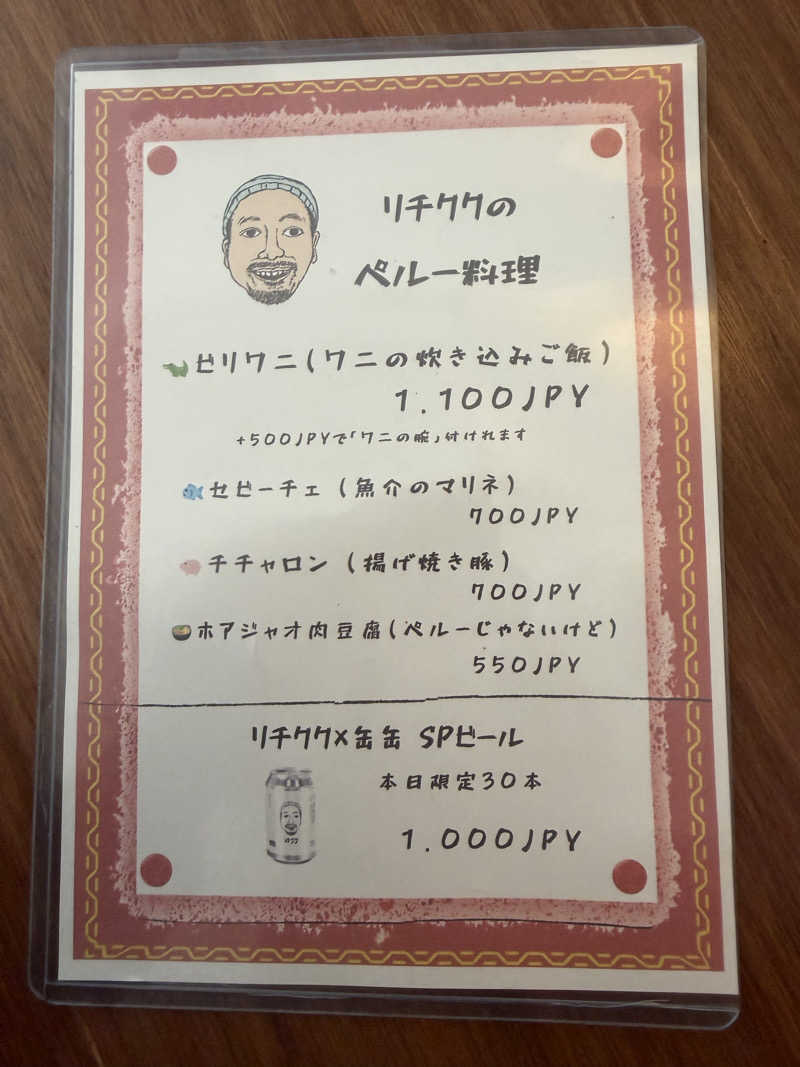 リチククの
ペルー料理
ビリワニ(ワニの炊き込みご飯)
1.100JPY
+500JPYで「ワニの腕」付けれます
セビーチェ(魚介のマリネ)
700JPY
チチャロン(揚げ焼き豚)
700JPY
ホアジャオ肉豆腐(ペルーじゃないけど)
550JPY
リチクク×缶缶 SPビール
本日限定30本
1.000JPY